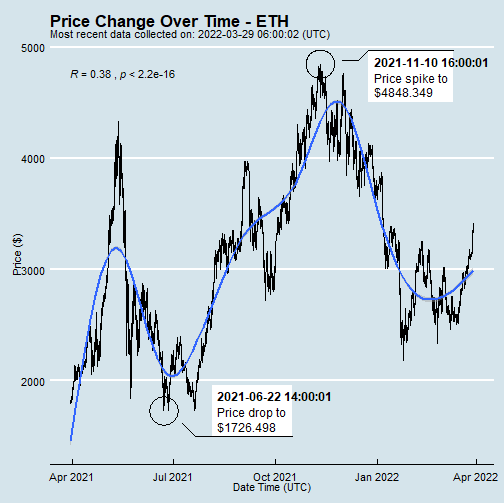 Price Change Over Time - ETH
Most recent data collected on: 2022-03-29 06:00:02 (UTC)
5000
R = 0.38 , p < 2.2e-16
2021-11-10 16:00:01
Price spike to
$4848.349
4000
Price ($)
3000
2000
2021-06-22 14:00:01
Price drop to
$1726.498
Apr 2021
Jul 2021
Oct 2021
Jan 2022
Apr 2022
Date Time (UTC)